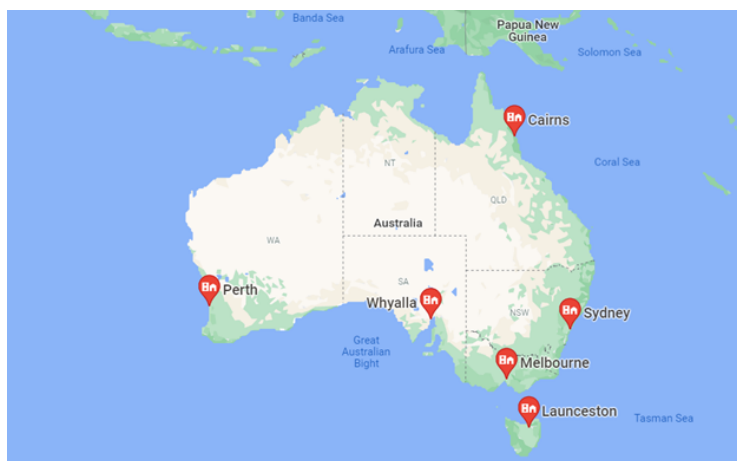 Banda Sea
Papua New
Guinea
Arafura Sea
Solomon Sea
Cairns
Coral Sea
NT
QLD
Australia
WA
SA
Perth
Whyalla
NSW
Sydney
Great
Australian
Bight
Melbourne
Launceston
Tasman Sea